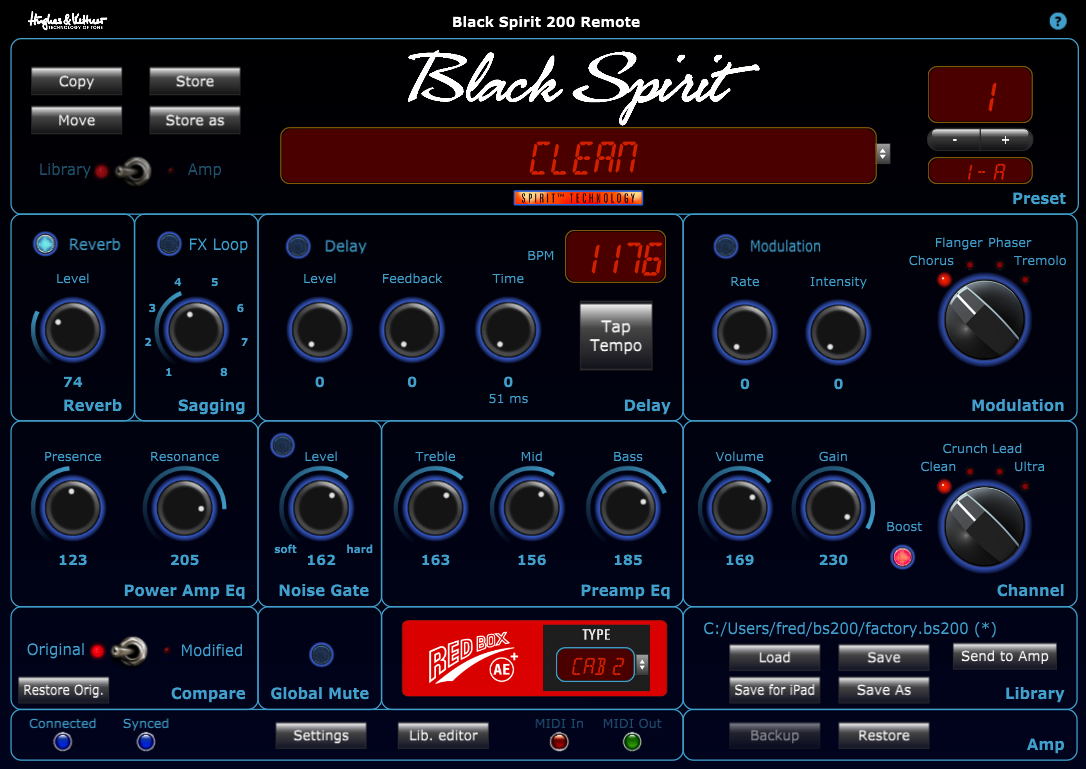 Hughes & Kettner
TECHNOLOGY OF TONE
Black Spirit 200 Remote
?
Copy
Store
Move
Store as
Library
Amp
Black Spirit
CLEAN
SPIRIT™ TECHNOLOGY
1
- +
1-A
Preset
Reverb
Level
74
Reverb
FX Loop
4 5
3 6
2 7
1 8
Sagging
Delay
Level
Feedback
Time
0
0
0
51 ms
BPM
1176
Tap
Tempo
Delay
Modulation
Rate
Intensity
0
0
Flanger Phaser
Chorus
Tremolo
Modulation
Presence
Resonance
123
205
Power Amp Eq
Level
soft 162 hard
Noise Gate
Treble
Mid
Bass
163
156
185
Preamp Eq
Volume
Gain
169
230
Boost
Crunch Lead
Clean
Ultra
Channel
Original
Modified
Restore Orig.
Compare
Global Mute
RED BOX
AE+
TYPE
CAB 2
C:/Users/fred/bs200/factory.bs200 (*)
Load
Save
Send to Amp
Save for iPad
Save As
Library
Connected
Synced
Settings
Lib. editor
MIDI In
MIDI Out
Backup
Restore
Amp